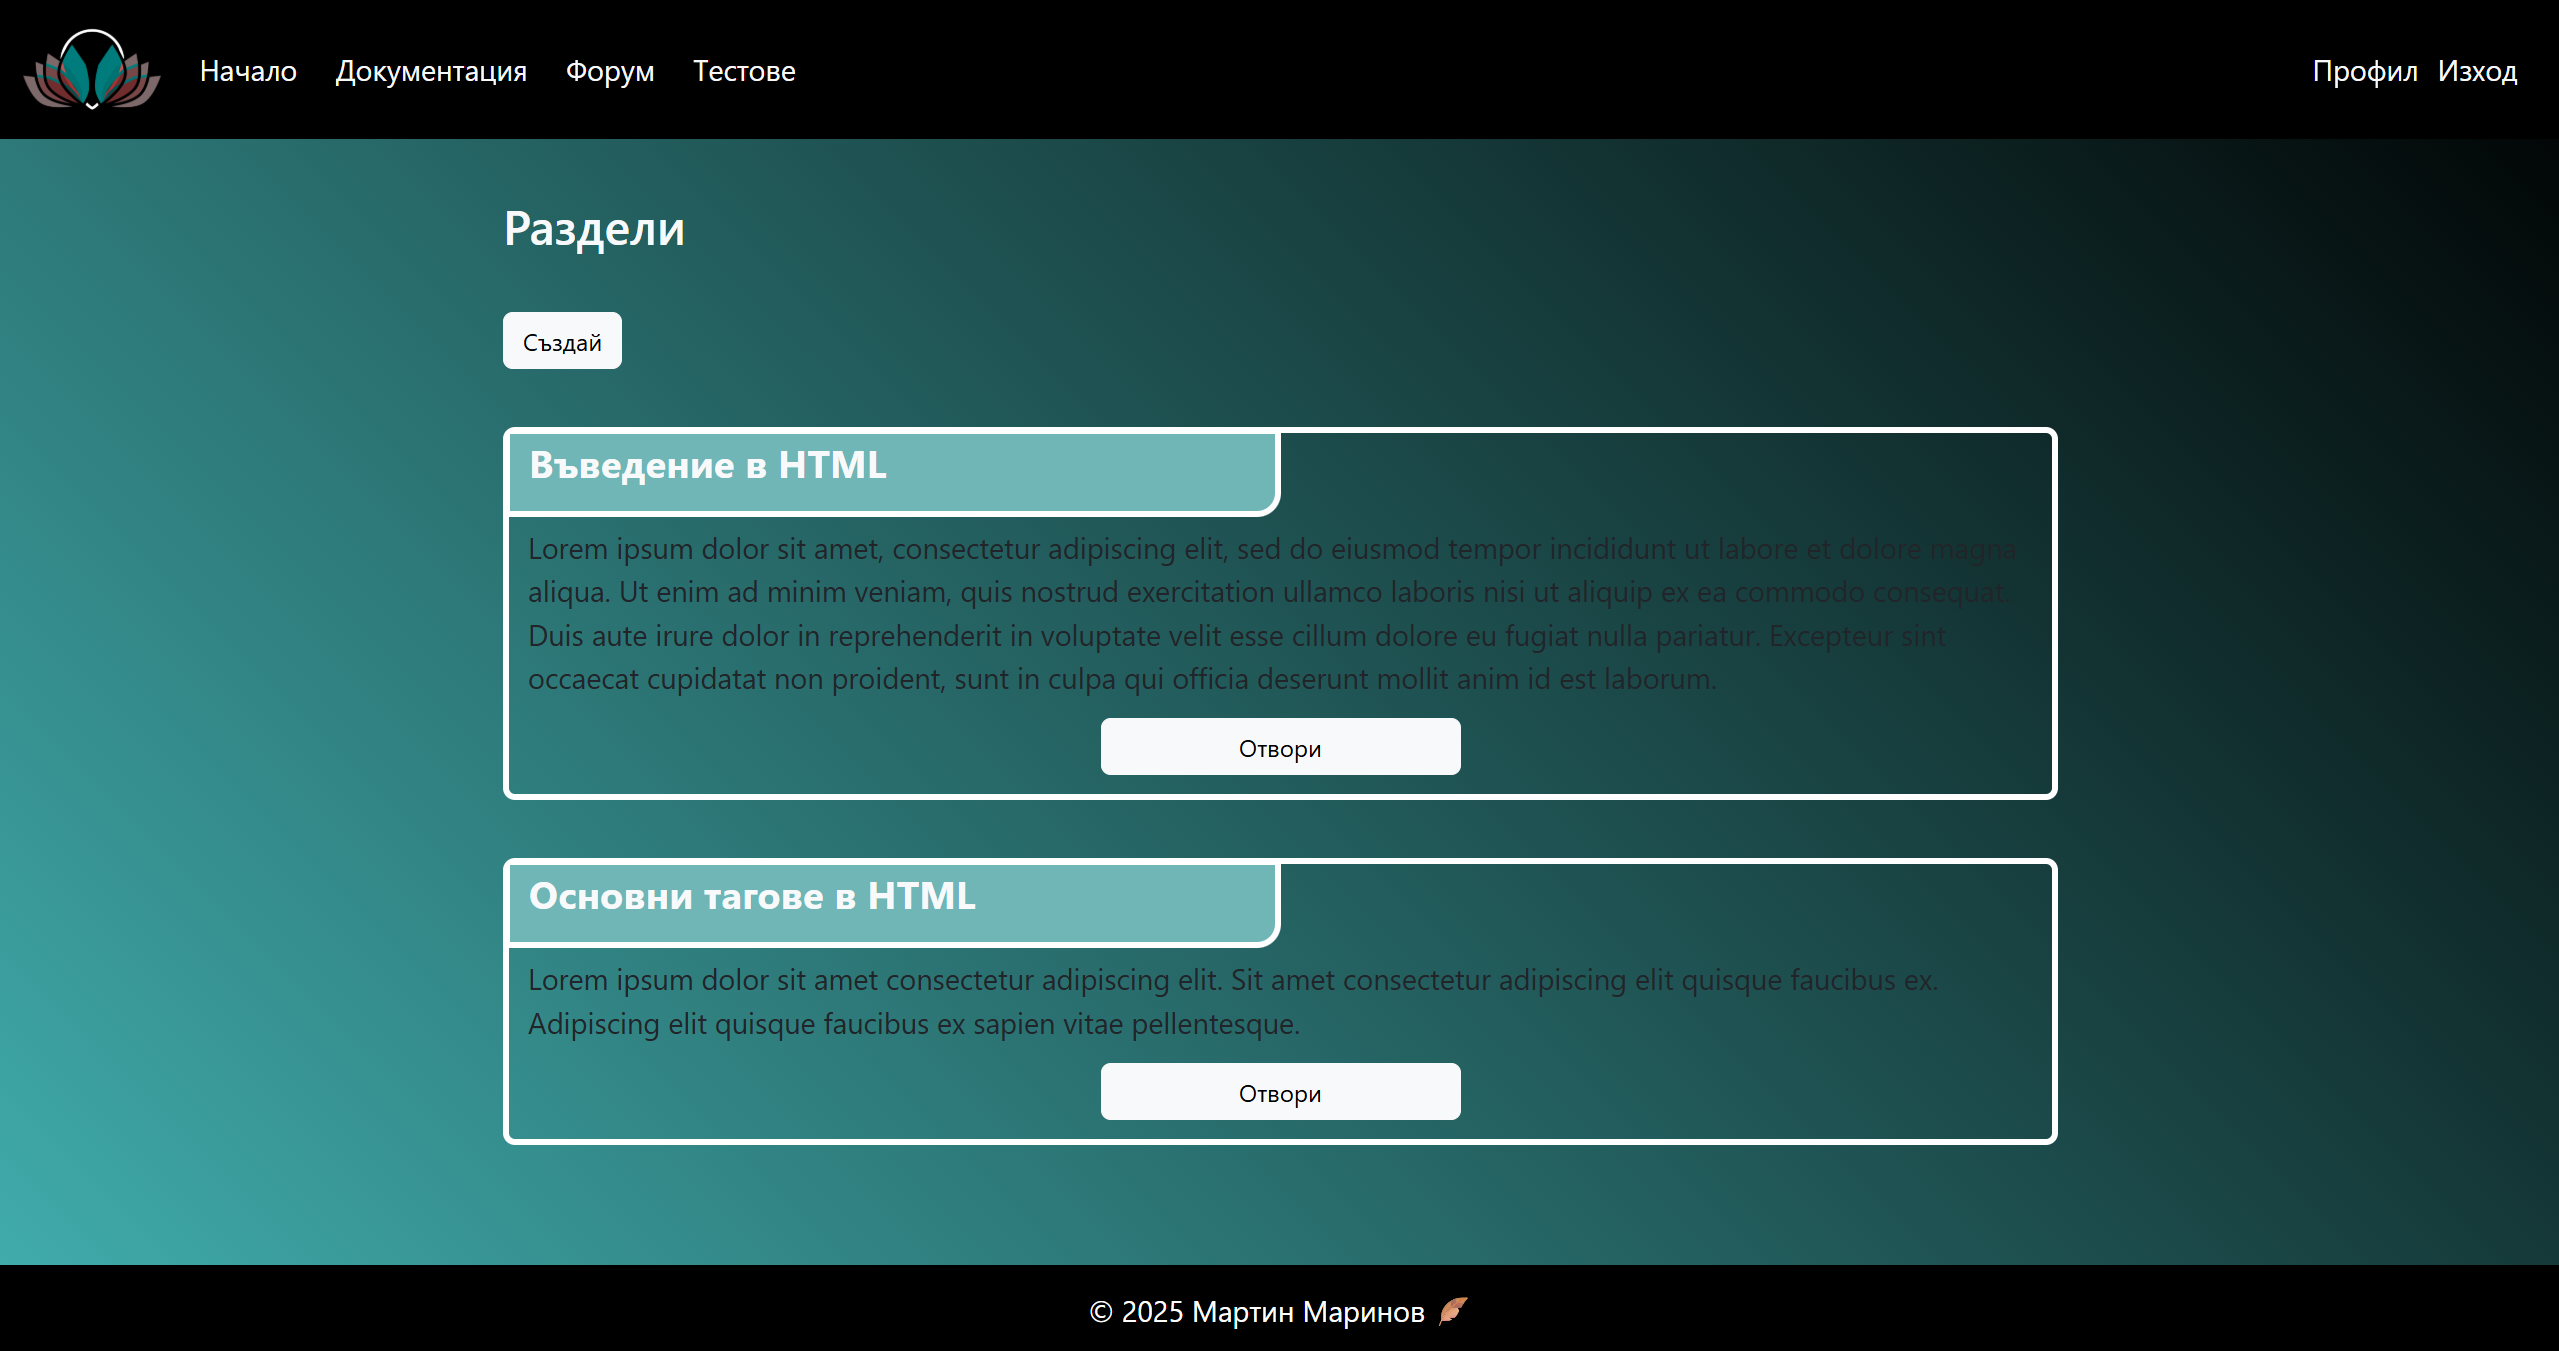 Начало Документация Форум Тестове Профил Изход
Раздели
Създай
Въведение в HTML
Lorem ipsum dolor sit amet, consectetur adipiscing elit, sed do eiusmod tempor incididunt ut labore et dolore magna
aliqua. Ut enim ad minim veniam, quis nostrud exercitation ullamco laboris nisi ut aliquip ex ea commodo consequat.
Duis aute irure dolor in reprehenderit in voluptate velit esse cillum dolore eu fugiat nulla pariatur. Excepteur sint
occaecat cupidatat non proident, sunt in culpa qui officia deserunt mollit anim id est laborum.
Отвори
Основни тагове в HTML
Lorem ipsum dolor sit amet consectetur adipiscing elit. Sit amet consectetur adipiscing elit quisque faucibus ex.
Adipiscing elit quisque faucibus ex sapien vitae pellentesque.
Отвори
© 2025 Мартин Маринов